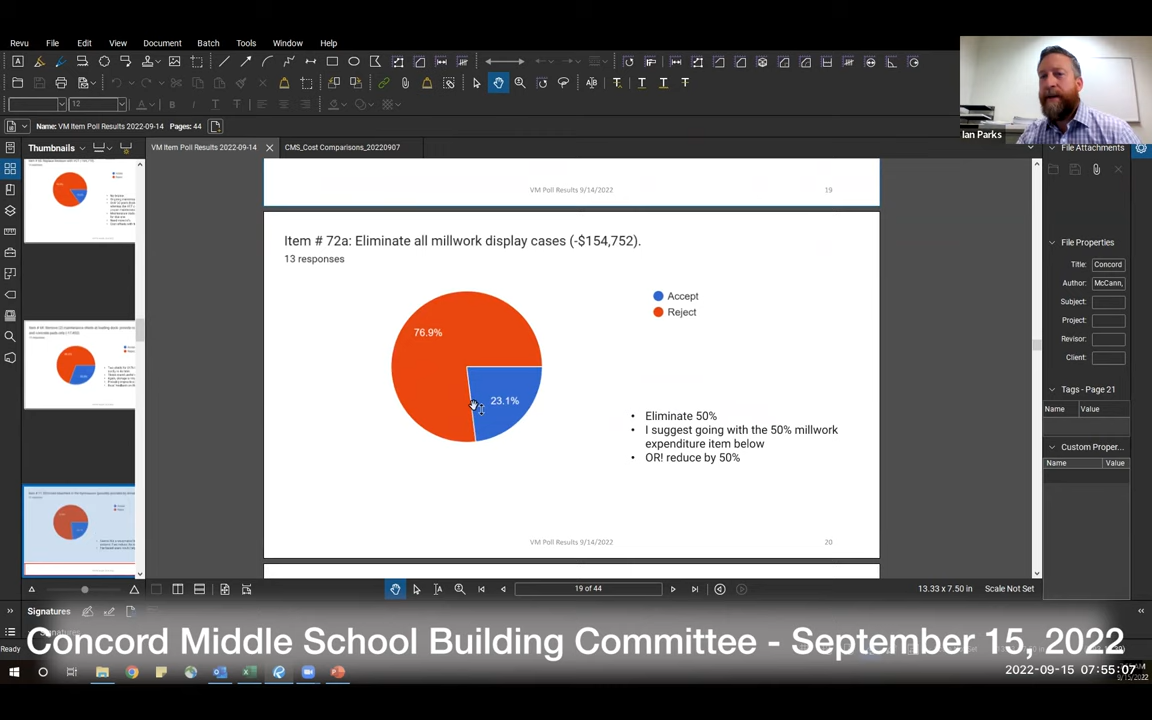 Revu File Edit View Document Batch Tools Window Help
12
Name: VM Item Poll Results 2022-09-14 Pages: 44
Ian Parks
Thumbnails
VM Item Poll Results 2022-09-14
CMS_Cost Comparisons_20220907
File Attachments
VM Poll Results 9/14/2022
19
Item # 72a: Eliminate all millwork display cases (-$154,752).
13 responses
Accept
Reject
76.9%
23.1%
• Eliminate 50%
• I suggest going with the 50% millwork
expenditure item below
• OR! reduce by 50%
VM Poll Results 9/14/2022
20
File Properties
Title: Concord
Author: McCann,
Subject:
Project:
Revisor:
Client:
Tags - Page 21
Name Value
Custom Proper...
Name Value
19 of 44
13.33 x 7.50 in
Scale Not Set
Signatures
Ready
Concord Middle School Building Committee - September 15, 2022
2022-09-15 07:55:07
9/15/2022